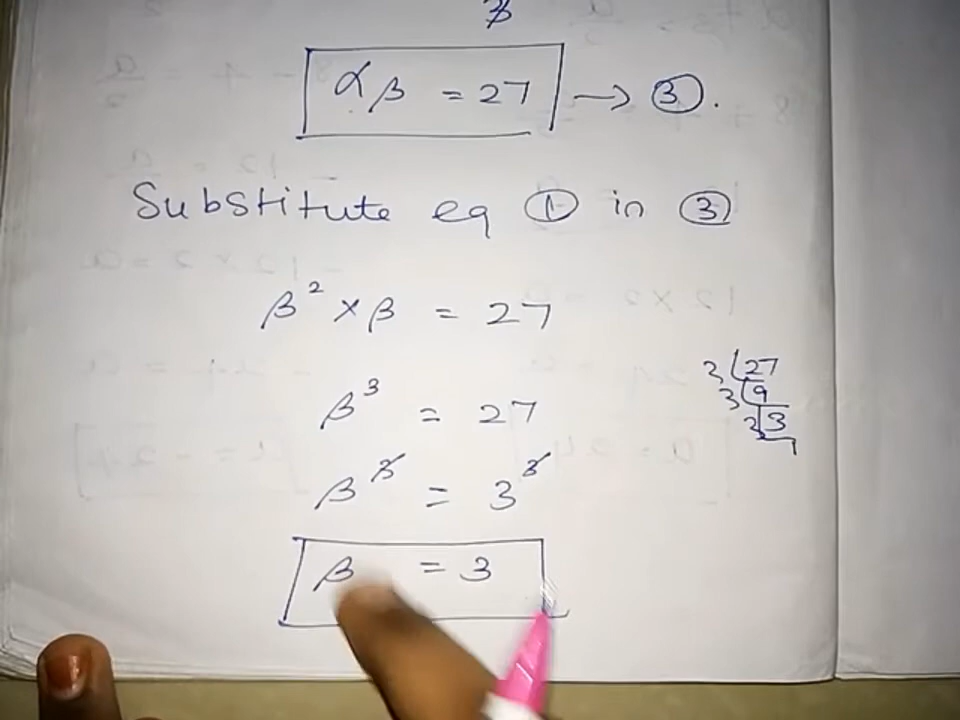 3
αβ = 27 → ③.
Substitute eq ① in ③
β² × β = 27
β³ = 27
β³ = 3³
β = 3
3 27
3 9
3 3
1